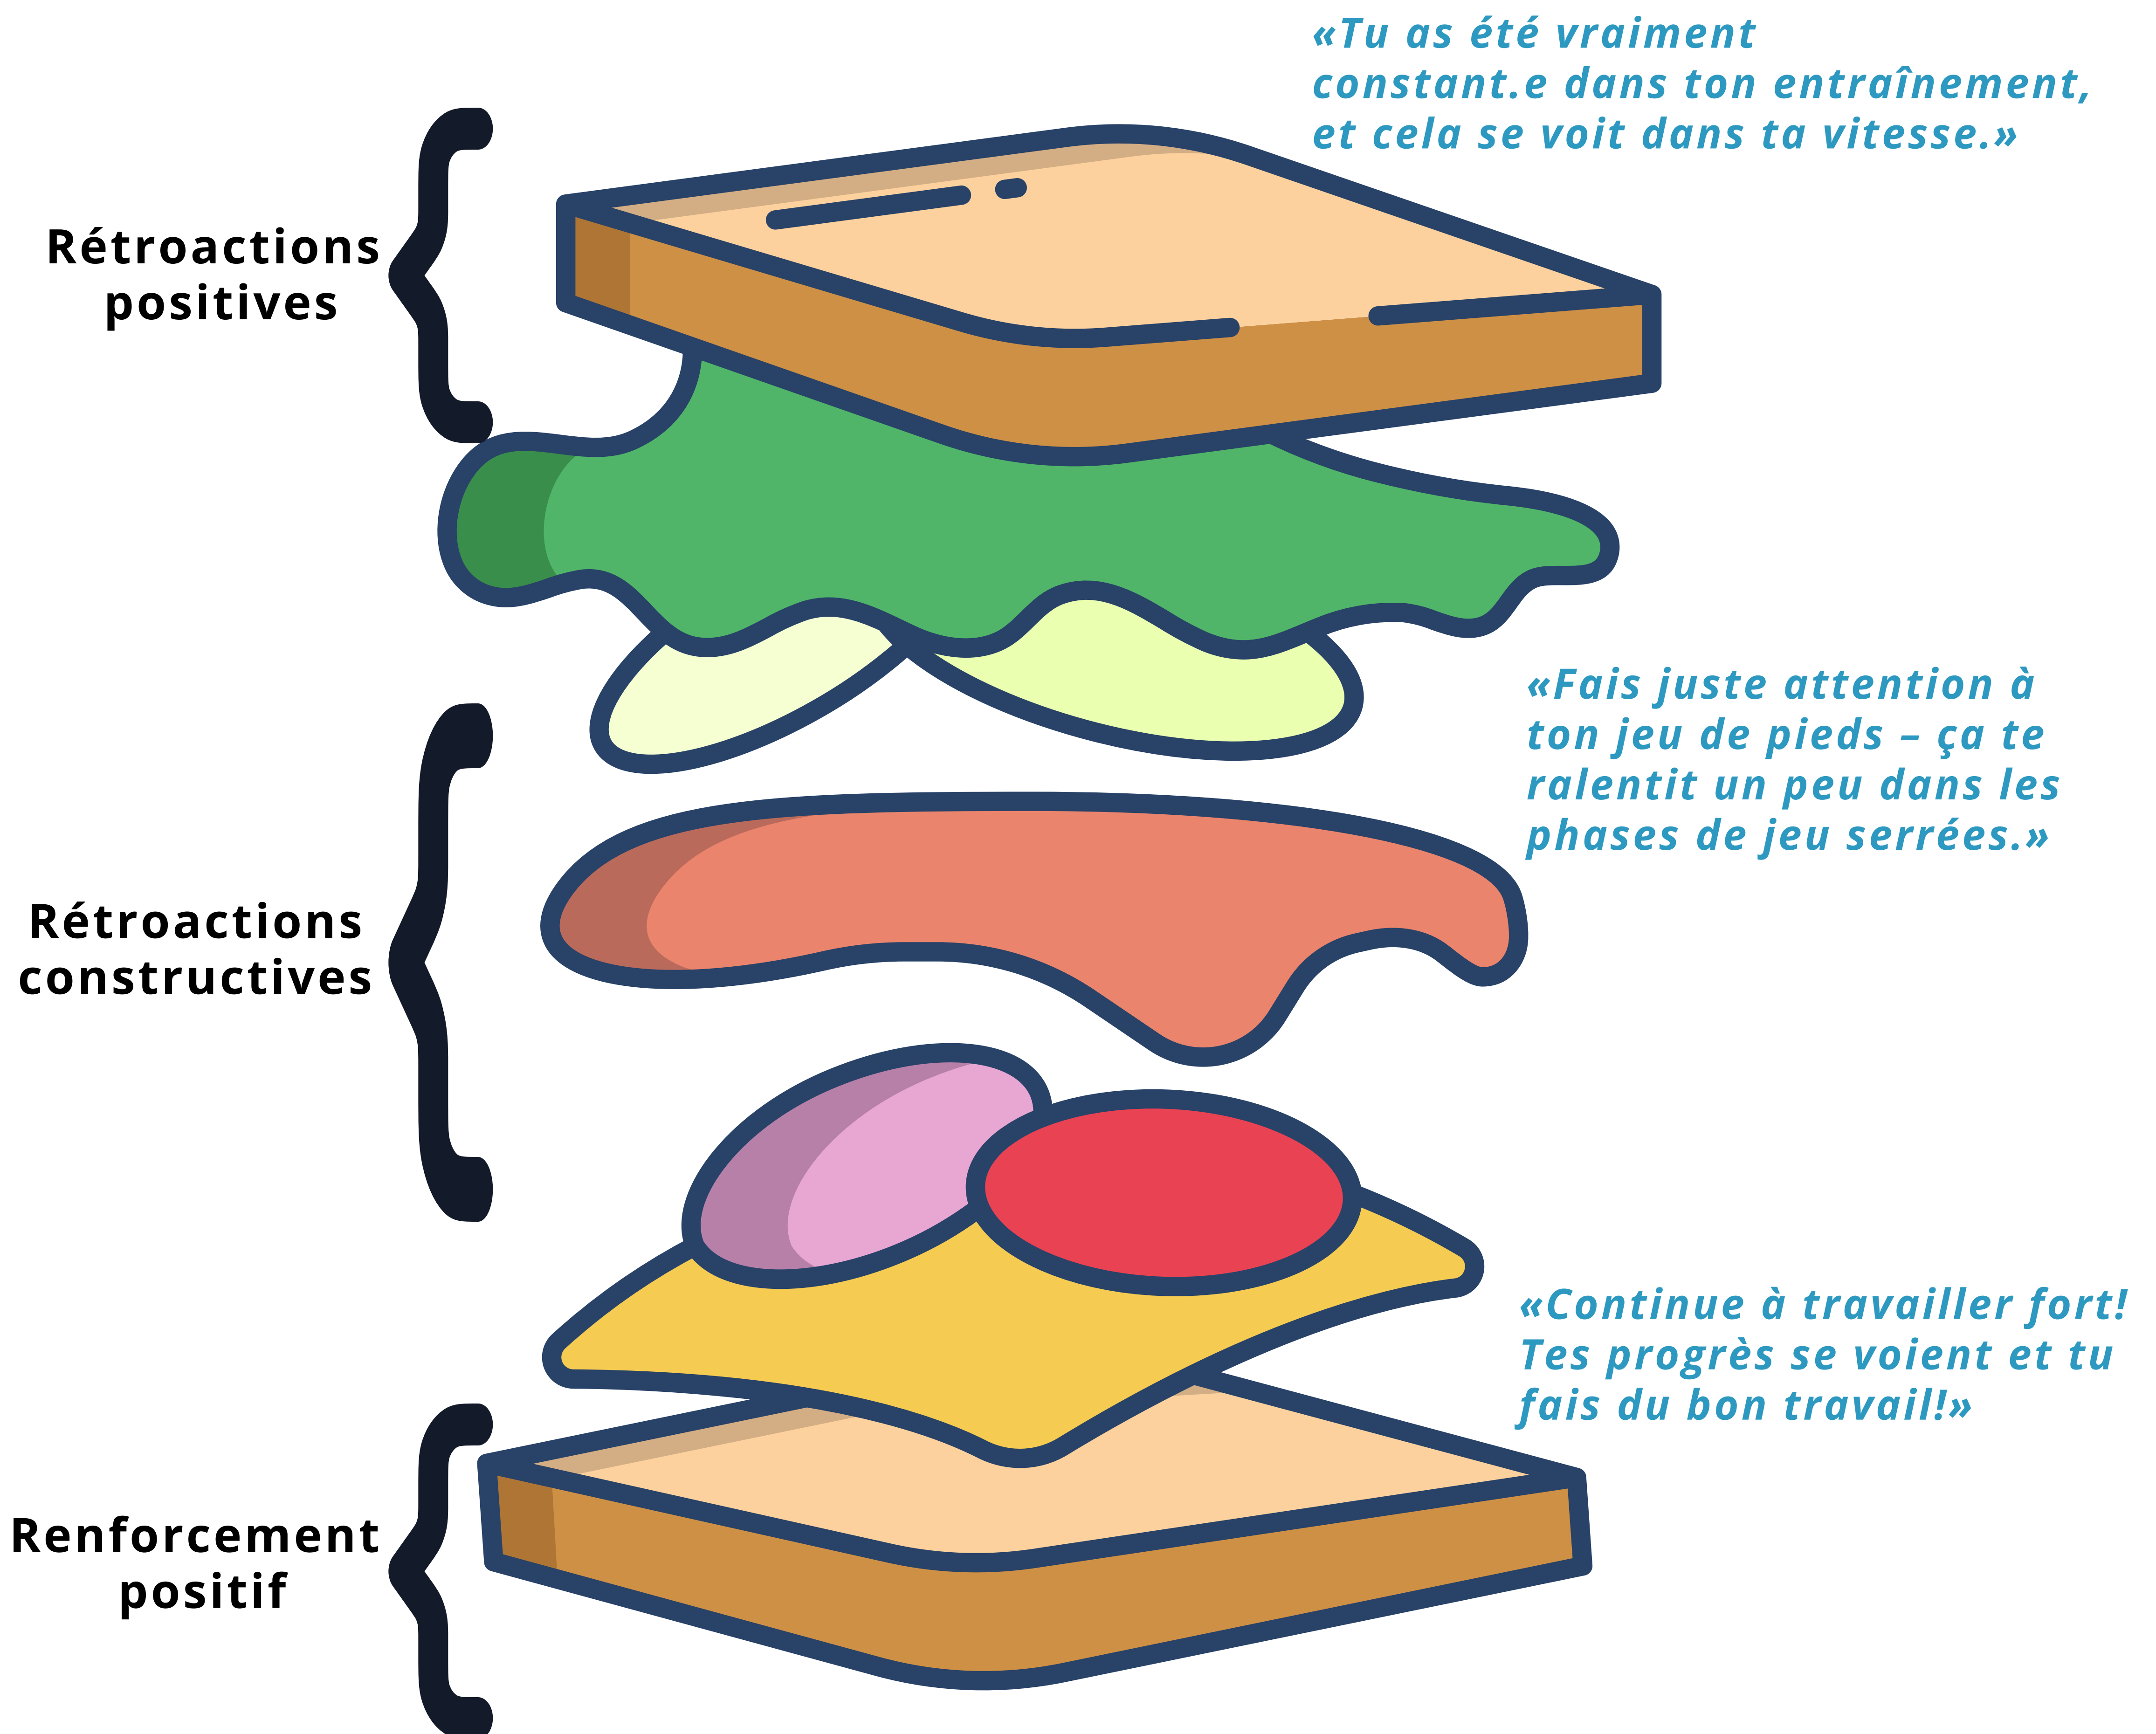 «Tu as été vraiment
constant.e dans ton entraînement,
et cela se voit dans ta vitesse.»
Rétroactions
positives
«Fais juste attention à
ton jeu de pieds – ça te
ralentit un peu dans les
phases de jeu serrées.»
Rétroactions
constructives
«Continue à travailler fort!
Tes progrès se voient et tu
fais du bon travail!»
Renforcement
positif